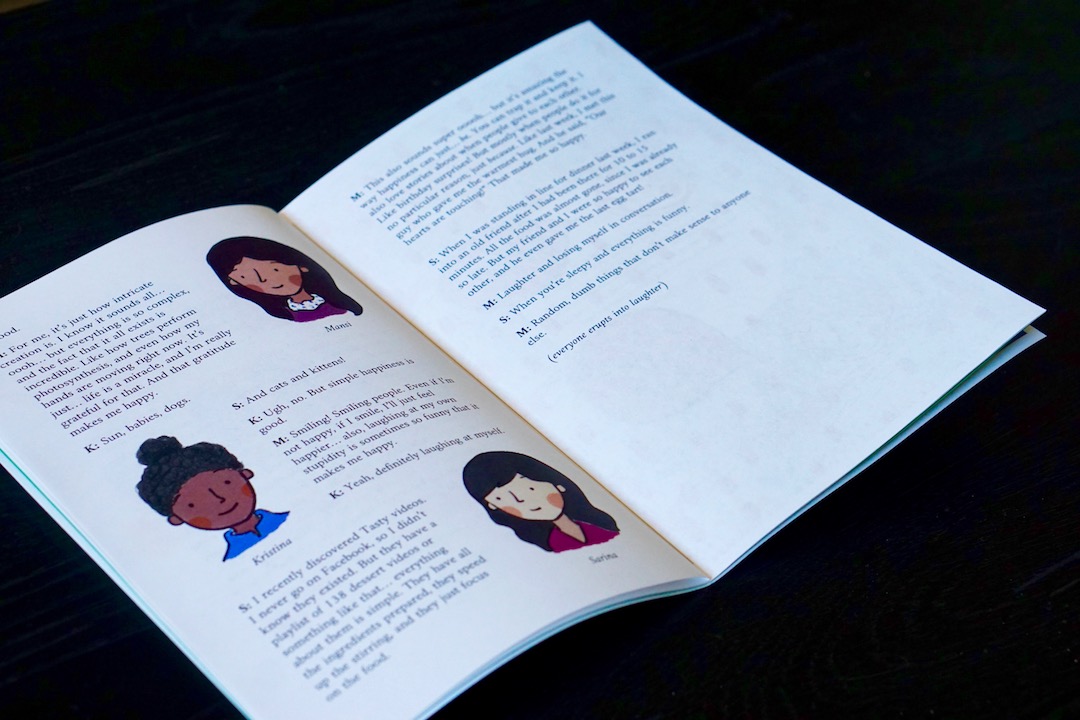 ood.
: For me, it's just how intricate
creation is. I know it sounds all...
oooh... but everything is so complex,
and the fact that it all exists is
incredible. Like how trees perform
photosynthesis, and even how my
hands are moving right now. It's
just... life is a miracle, and I'm really
grateful for that. And that gratitude
makes me happy.
K: Sun, babies, dogs.
Kristina
S: I recently discovered Tasty videos.
I never go on Facebook, so I didn't
know they existed. But they have a
playlist of 138 dessert videos or
something like that... everything
about them is simple. They have all
the ingredients prepared, they speed
up the stirring, and they just focus
on the food.
Mana
S: And cats and kittens!
K: Ugh, no. But simple happiness is
good.
M: Smiling! Smiling people. Even if I'm
not happy, if I smile, I'll just feel
happier... also, laughing at my own
stupidity is sometimes so funny that it
makes me happy.
K: Yeah, definitely laughing at myself.
Sarina
M: This also sounds super ooooh... but it's amazing the
way happiness can just... be. You can trap it and keep it. I
also love stories about when people give to each other.
Like birthday surprises! But mostly when people do it for
no particular reason, just because. Like last week, I met this
guy who gave me the warmest hug. And he said, "Our
hearts are touching!" That made me so happy.
S: When I was standing in line for dinner last week, I ran
into an old friend after I had been there for 10 to 15
minutes. All the food was almost gone, since I was already
so late. But my friend and I were so happy to see each
other, and he even gave me the last egg tart!
M: Laughter and losing myself in conversation.
S: When you're sleepy and everything is funny.
M: Random, dumb things that don't make sense to anyone
else.
(everyone erupts into laughter)